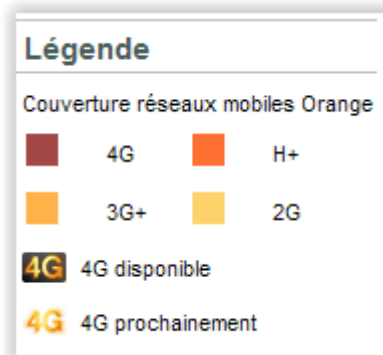 Légende
Couverture réseaux mobiles Orange
4G H+
3G+ 2G
4G 4G disponible
4G 4G prochainement